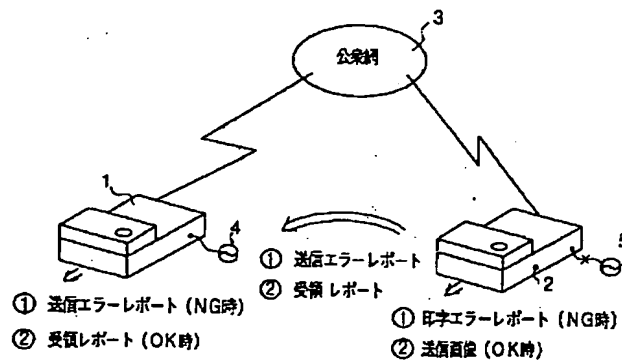 3
公衆網
1
4
5
2
① 送信エラーレポート
② 受領 レポート
① 送信エラーレポート (NG時)
② 受領レポート (OK時)
① 印字エラーレポート (NG時)
② 送信画像 (OK時)